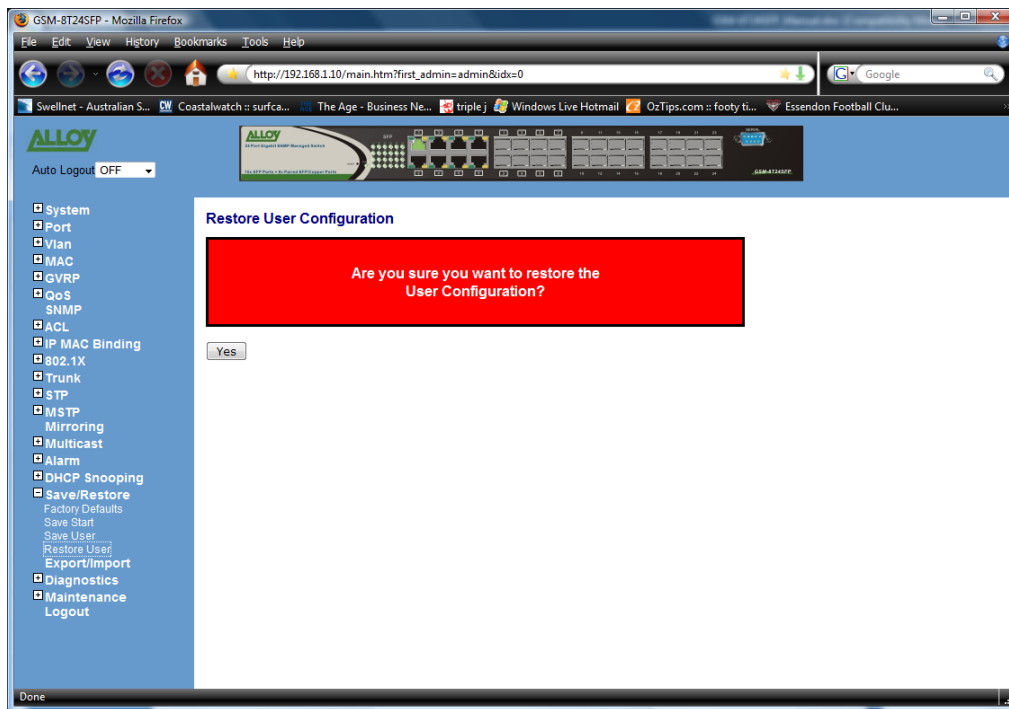 GSM-8T24SFP - Mozilla Firefox
File Edit View History Bookmarks Tools Help
http://192.168.1.10/main.htm?first_admin=admin&idx=0
G Google
Swellnet - Australian S... CW Coastalwatch :: surfca... The Age - Business Ne... triple j Windows Live Hotmail OzTips.com :: footy ti... Essendon Football Clu...
ALLOY
Auto Logout OFF
ALLOY
SFP
GSM-8T24SFP
System
Port
Vlan
MAC
GVRP
QoS
SNMP
ACL
IP MAC Binding
802.1X
Trunk
STP
MSTP
Mirroring
Multicast
Alarm
DHCP Snooping
Save/Restore
Factory Defaults
Save Start
Save User
Restore User
Export/Import
Diagnostics
Maintenance
Logout
Restore User Configuration
Are you sure you want to restore the
User Configuration?
Yes
Done